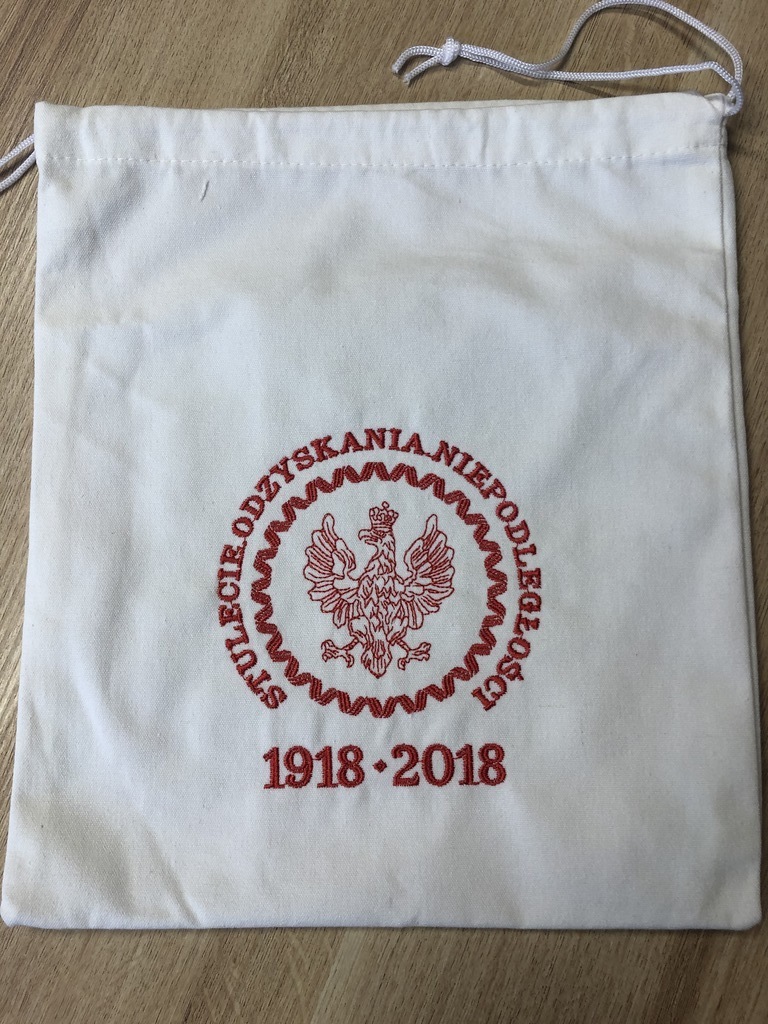 STULECIE ODZYSKANIA NIEPODLEGŁOŚCI
1918 • 2018